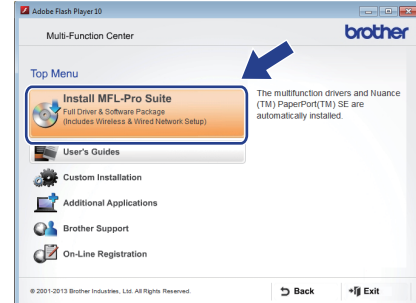 Adobe Flash Player 10
Multi-Function Center
brother
Top Menu
Install MFL-Pro Suite
Full Driver & Software Package
(Includes Wireless & Wired Network Setup)
The multifunction drivers and Nuance
(TM) PaperPort(TM) SE are
automatically installed.
User's Guides
Custom Installation
Additional Applications
Brother Support
On-Line Registration
© 2001-2013 Brother Industries, Ltd. All Rights Reserved.
Back
Exit